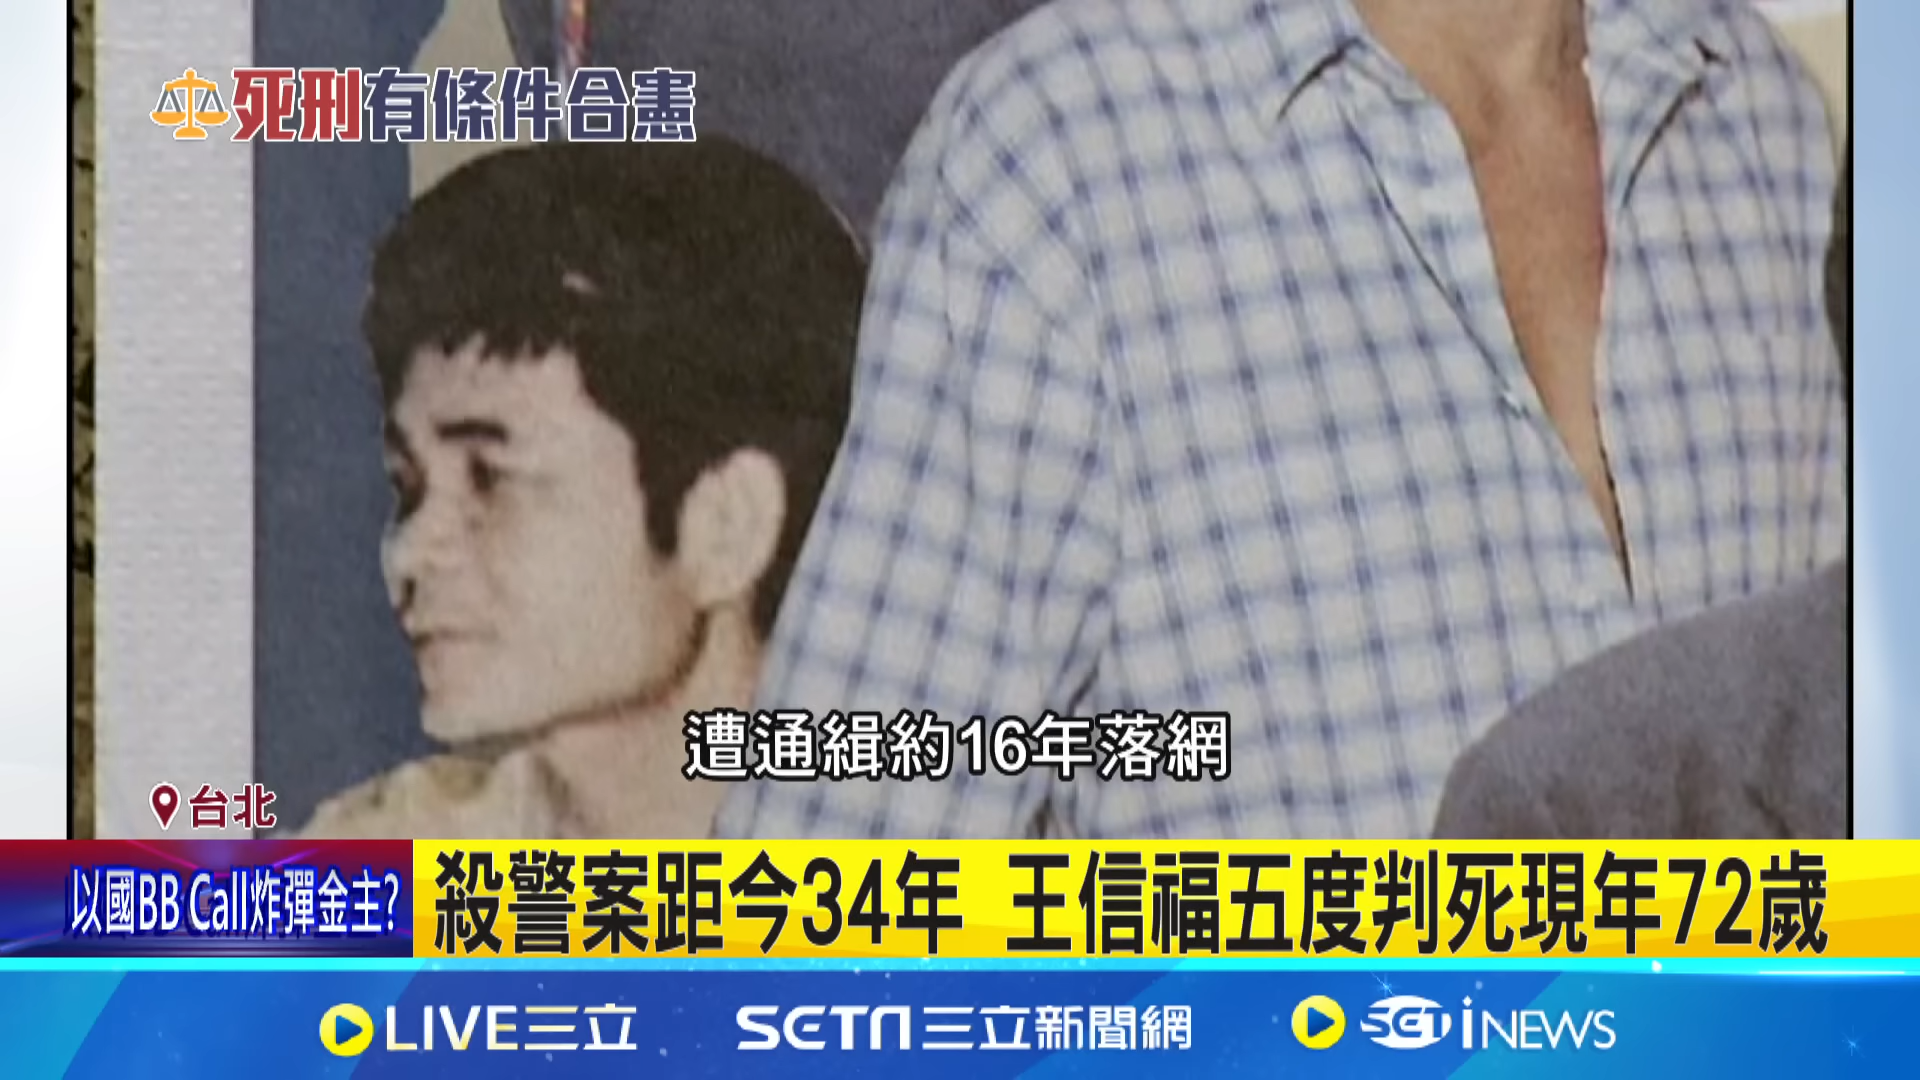 死刑有條件合憲
遭通緝約16年落網
台北
以國BB Call炸彈金主?
殺警案距今34年 王信福五度判死現年72歲
LIVE三立
SETN三立新聞網
SETiNEWS